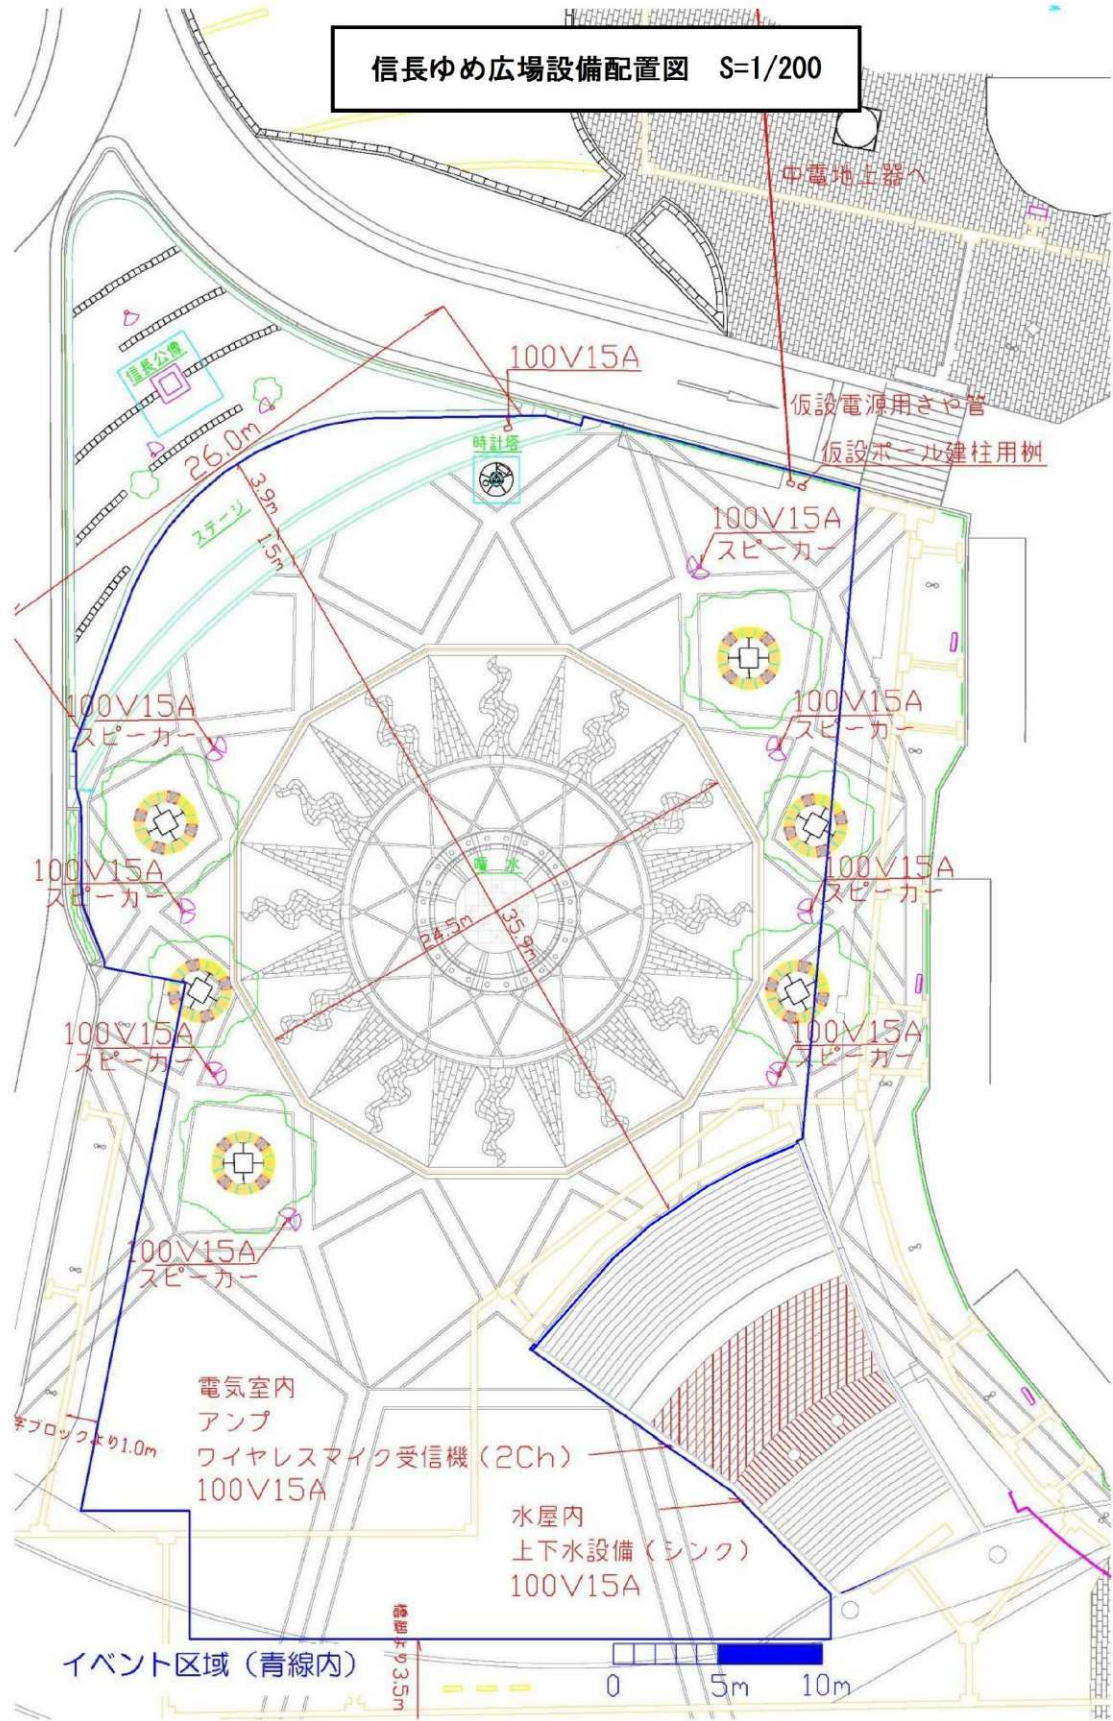 信長ゆめ広場設備配置図 S=1/200
中電地上器へ
信長公像
100V15A
仮設電源用さや管
26.0m
時計塔
仮設ポール建柱用桝
3.9m
ステージ
1.5m
100V15A
スピーカー
100V15A
スピーカー
100V15A
スピーカー
噴水
100V15A
スピーカー
100V15A
スピーカー
24.5m
35.9m
100V15A
スピーカー
100V15A
スピーカー
100V15A
スピーカー
電気室内
アンプ
ワイヤレスマイク受信機(2Ch)
100V15A
字ブロックより1.0m
水屋内
上下水設備(シンク)
100V15A
より3.5m
イベント区域(青線内)
0 5m 10m